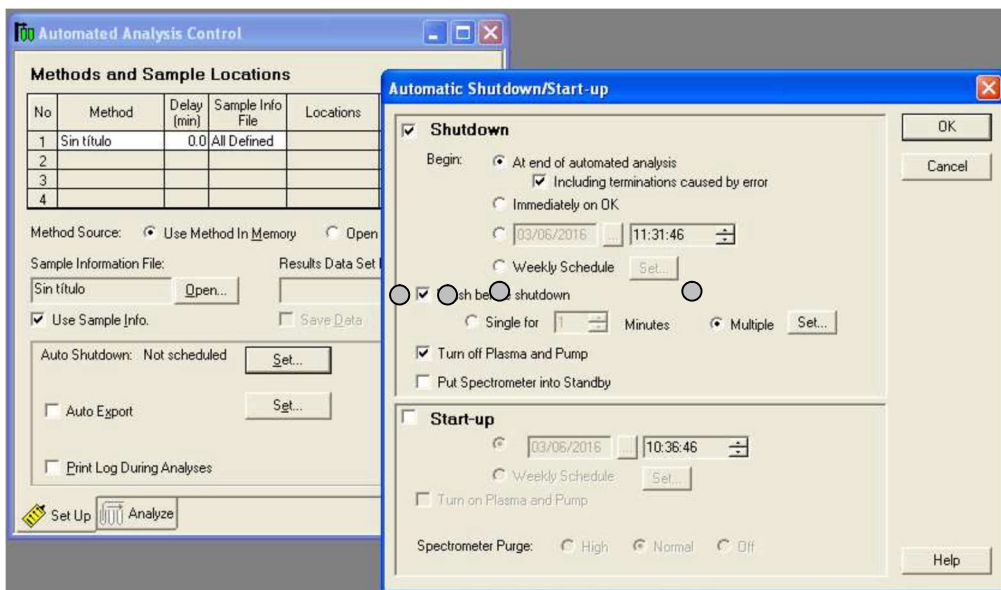 Automated Analysis Control
Methods and Sample Locations
No Method Delay (min) Sample Info File Locations
1 Sin título 0.0 All Defined
2
3
4
Method Source: Use Method In Memory Open
Sample Information File: Results Data Set
Sin título Open...
Use Sample Info. Save Data
Auto Shutdown: Not scheduled Set...
Auto Export Set...
Print Log During Analyses
Set Up Analyze
Automatic Shutdown/Start-up
Shutdown OK
Begin: At end of automated analysis Cancel
Including terminations caused by error
Immediately on OK
03/06/2016 ... 11:31:46
Weekly Schedule Set...
shutdown
Single for 1 Minutes Multiple Set...
Turn off Plasma and Pump
Put Spectrometer into Standby
Start-up
03/06/2016 ... 10:36:46
Weekly Schedule Set...
Turn on Plasma and Pump
Spectrometer Purge: High Normal Off
Help